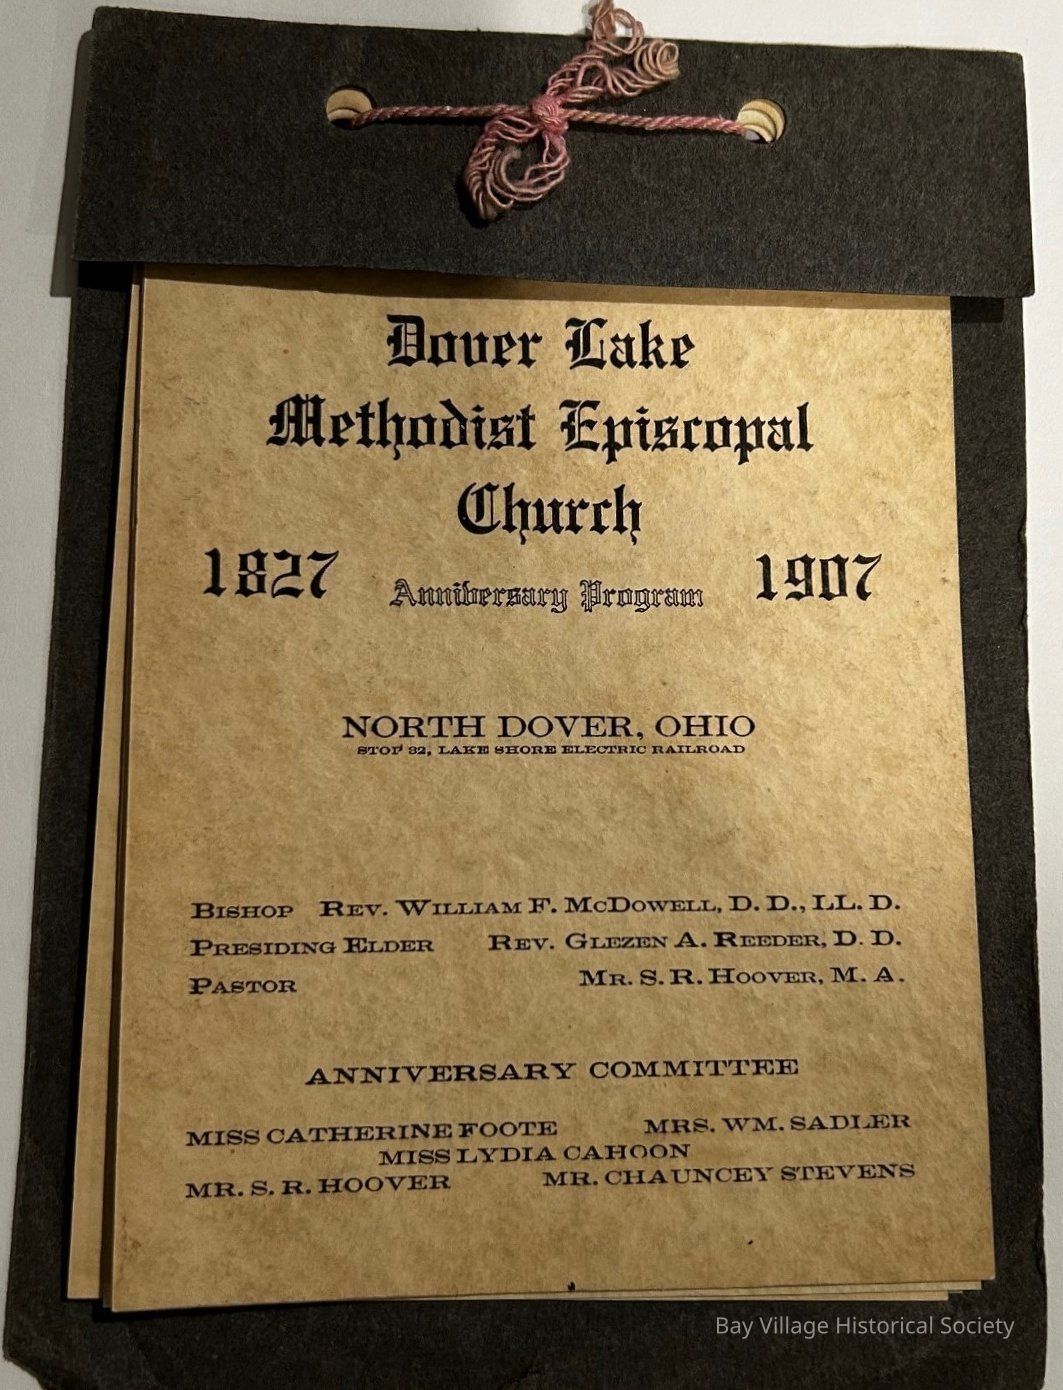 Dover Lake
Methodist Episcopal
Church
1827 Anniversary Program 1907
NORTH DOVER, OHIO
STOP 32, LAKE SHORE ELECTRIC RAILROAD
BISHOP REV. WILLIAM F. MCDOWELL, D. D., LL. D.
PRESIDING ELDER REV. GLEZEN A. REEDER, D. D.
PASTOR MR. S. R. HOOVER, M. A.
ANNIVERSARY COMMITTEE
MISS CATHERINE FOOTE MRS. WM. SADLER
MISS LYDIA CAHOON
MR. S. R. HOOVER MR. CHAUNCEY STEVENS
Bay Village Historical Society